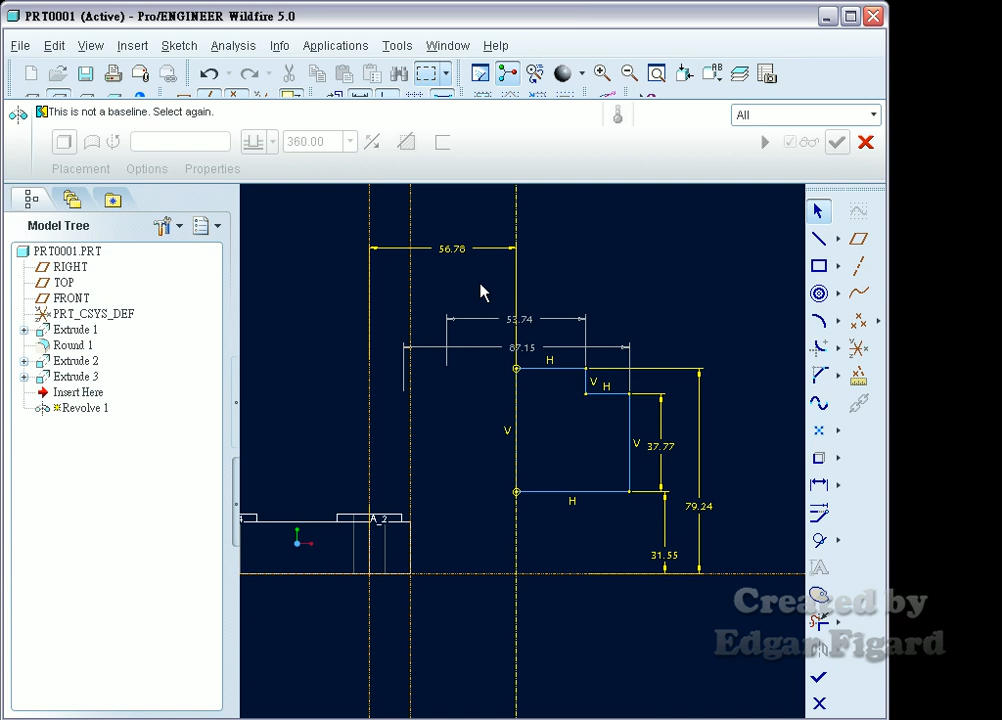 PRT0001 (Active) - Pro/ENGINEER Wildfire 5.0
File Edit View Insert Sketch Analysis Info Applications Tools Window Help
This is not a baseline. Select again.
All
360.00
Placement Options Properties
Model Tree
PRT0001.PRT
RIGHT
TOP
FRONT
PRT_CSYS_DEF
Extrude 1
Round 1
Extrude 2
Extrude 3
Insert Here
Revolve 1
56.78
53.74
87.15
H
V H
V
V 37.77
H
79.24
31.55
A_2
Created by
Edgar Figard